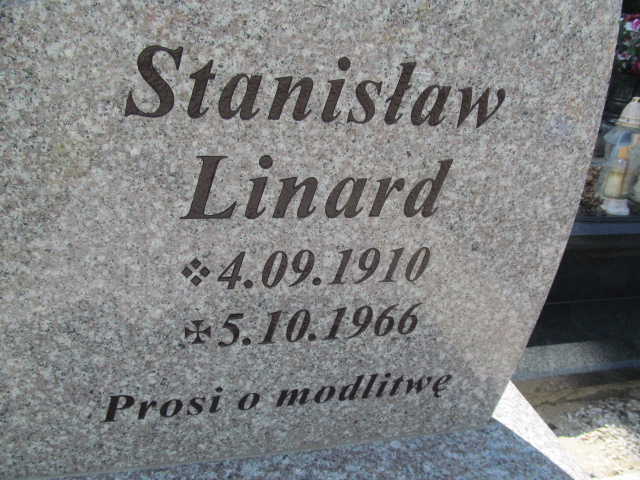 Stanisław
Linard
❖4.09.1910
✠5.10.1966
Prosi o modlitwę